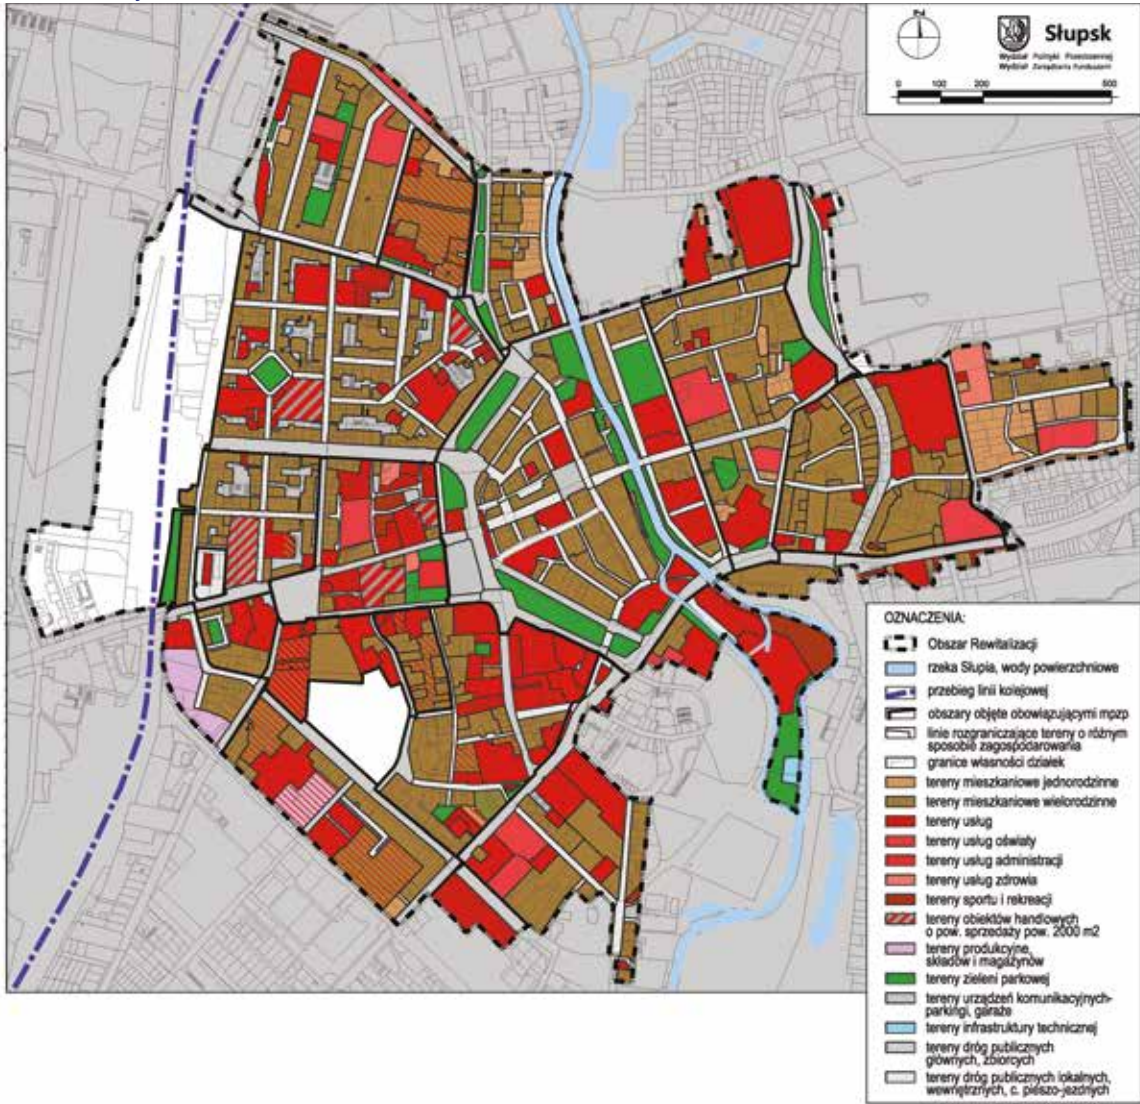 N
Słupsk
Wydział Polityki Przestrzennej
Wydział Zarządzania Funduszami
0 100 200 500
OZNACZENIA:
Obszar Rewitalizacji
rzeka Słupia, wody powierzchniowe
przebieg linii kolejowej
obszary objęte obowiązującymi mpzp
linie rozgraniczające tereny o różnym
sposobie zagospodarowania
granice własności działek
tereny mieszkaniowe jednorodzinne
tereny mieszkaniowe wielorodzinne
tereny usług
tereny usług oświaty
tereny usług administracji
tereny usług zdrowia
tereny sportu i rekreacji
tereny obiektów handlowych
o pow. sprzedaży pow. 2000 m2
tereny produkcyjne,
składów i magazynów
tereny zieleni parkowej
tereny urządzeń komunikacyjnych-
parkingi, garaże
tereny infrastruktury technicznej
tereny dróg publicznych
głównych, zbiorcych
tereny dróg publicznych lokalnych,
wewnętrznych, c. pieszo-jezdnych